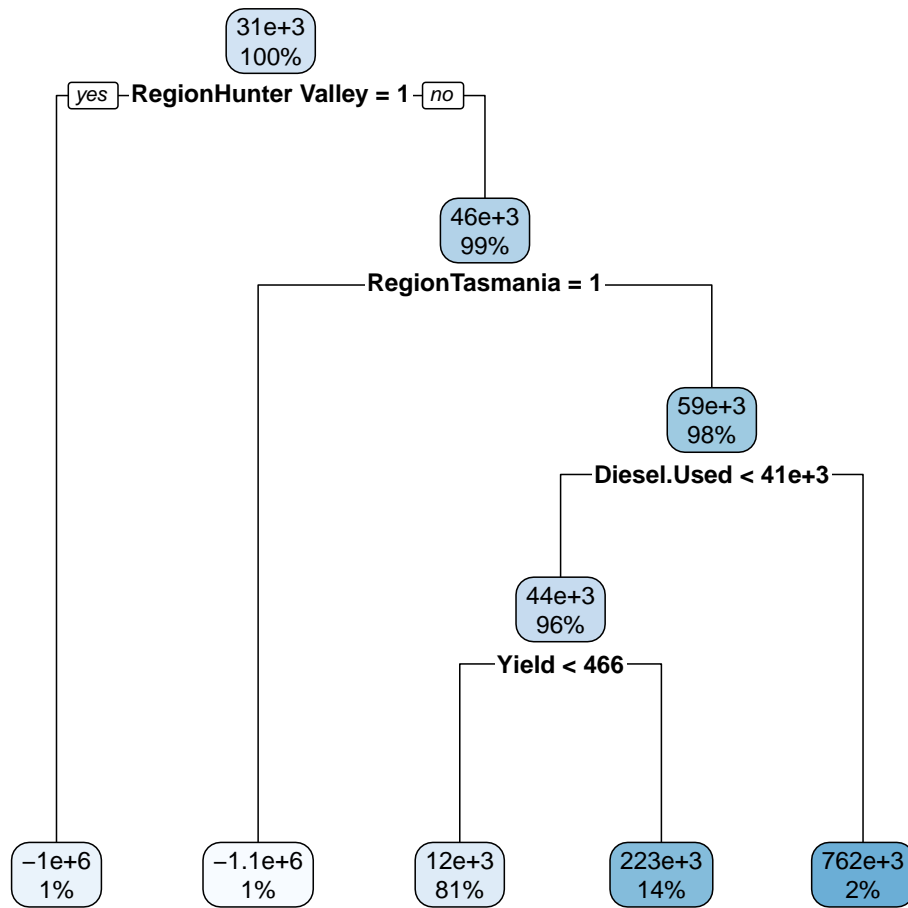 31e+3
100%
yes RegionHunter Valley = 1 no
46e+3
99%
RegionTasmania = 1
59e+3
98%
Diesel.Used < 41e+3
44e+3
96%
Yield < 466
−1e+6
1%
−1.1e+6
1%
12e+3
81%
223e+3
14%
762e+3
2%